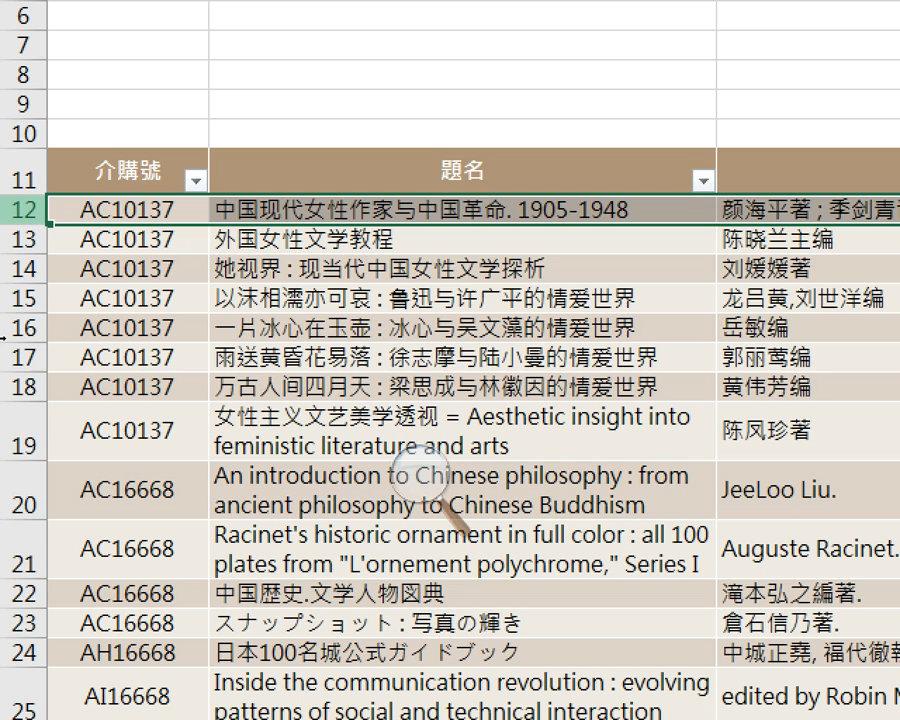 6
7
8
9
10
11 介購號 題名
12 AC10137 中国现代女性作家与中国革命. 1905-1948 颜海平著 ; 季剑青
13 AC10137 外国女性文学教程 陈晓兰主编
14 AC10137 她视界 : 现当代中国女性文学探析 刘媛媛著
15 AC10137 以沫相濡亦可哀 : 鲁迅与许广平的情爱世界 龙吕黄,刘世洋编
16 AC10137 一片冰心在玉壶 : 冰心与吴文藻的情爱世界 岳敏编
17 AC10137 雨送黄昏花易落 : 徐志摩与陆小曼的情爱世界 郭丽莺编
18 AC10137 万古人间四月天 : 梁思成与林徽因的情爱世界 黄伟芳编
19 AC10137 女性主义文艺美学透视 = Aesthetic insight into
feministic literature and arts 陈凤珍著
20 AC16668 An introduction to Chinese philosophy : from
ancient philosophy to Chinese Buddhism JeeLoo Liu.
21 AC16668 Racinet's historic ornament in full color : all 100
plates from "L'ornement polychrome," Series I Auguste Racinet.
22 AC16668 中国歴史.文学人物図典 滝本弘之編著.
23 AC16668 スナップショット : 写真の輝き 倉石信乃著.
24 AH16668 日本100名城公式ガイドブック 中城正堯, 福代徹
25 AI16668 Inside the communication revolution : evolving
patterns of social and technical interaction edited by Robin